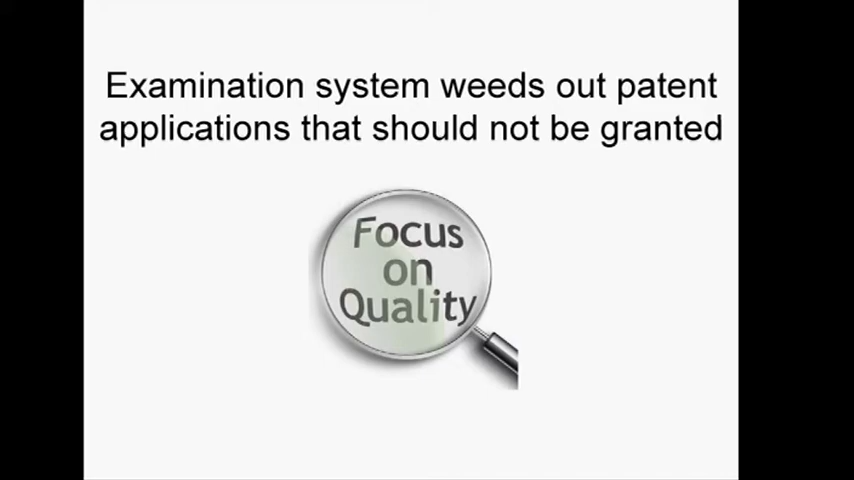 Examination system weeds out patent
applications that should not be granted
Focus
on
Quality